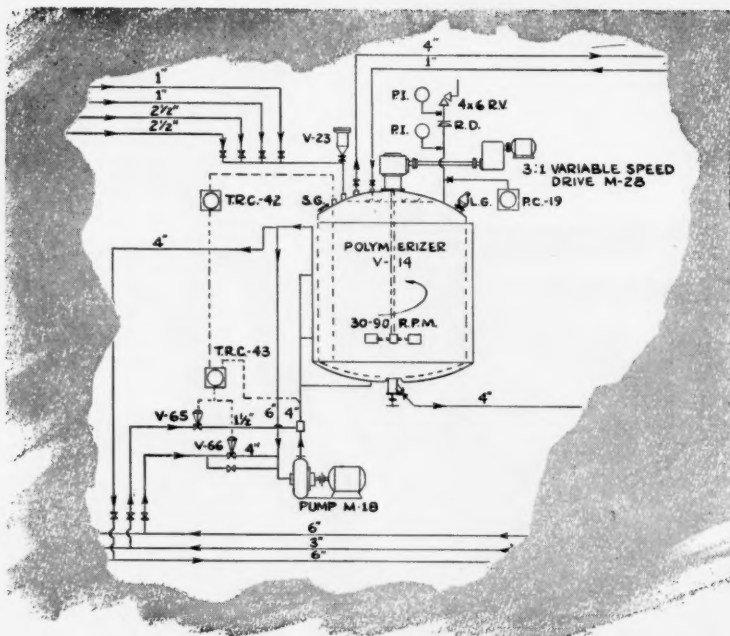 4"
1"
1"
1"
2½"
2½"
P.I.
4x6 R.V.
P.I.
R.D.
V-23
3:1 VARIABLE SPEED
DRIVE M-28
T.R.C.-42
S.G.
L.G.
P.C.-19
4"
POLYMERIZER
V-14
30-90 R.P.M.
T.R.C.-43
V-65
1½"
6"
4"
4"
V-66
4"
PUMP M-18
6"
3"
6"